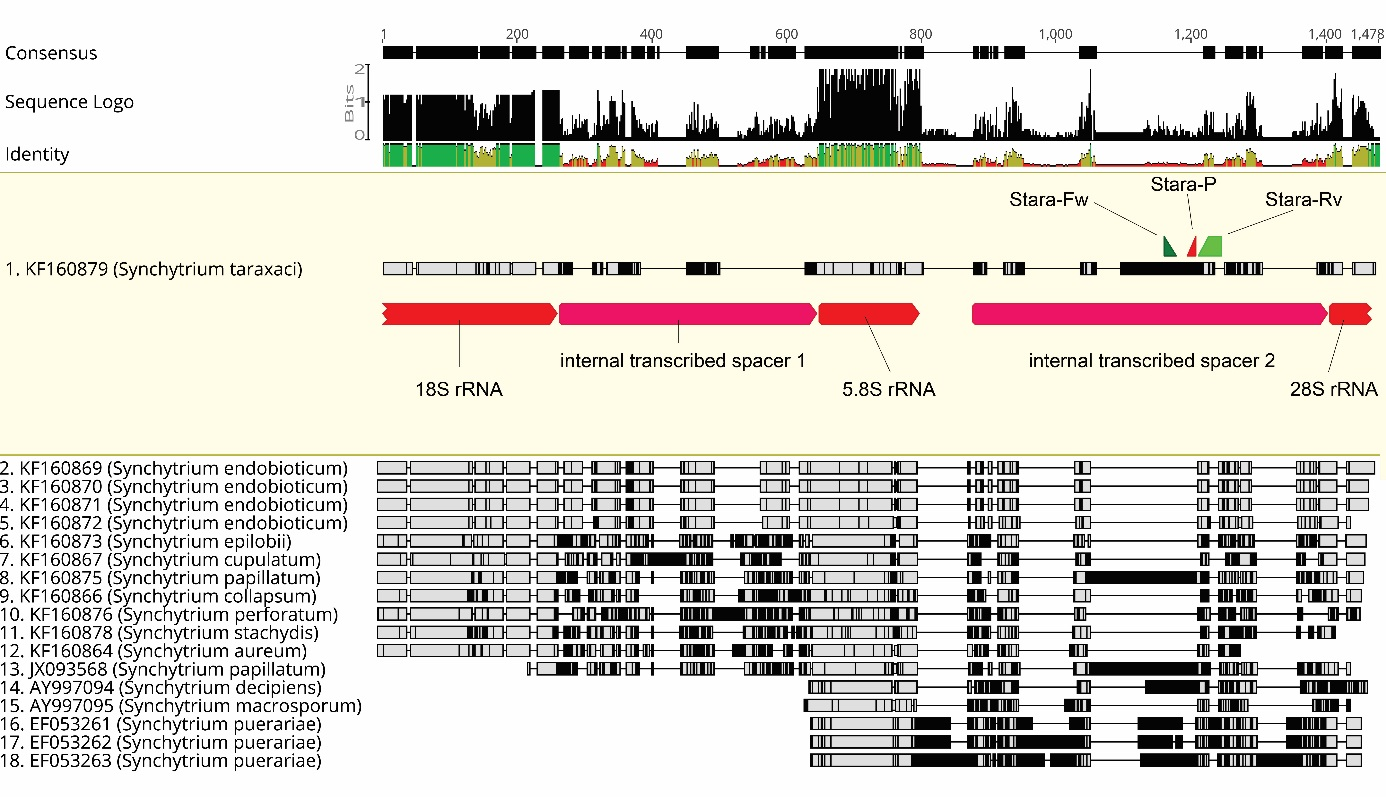 1 200 400 600 800 1,000 1,200 1,400 1,478
Consensus
2
Sequence Logo
Bits
1
0
Identity
Stara-P
Stara-Fw
Stara-Rv
1. KF160879 (Synchytrium taraxaci)
internal transcribed spacer 1
internal transcribed spacer 2
18S rRNA
5.8S rRNA
28S rRNA
2. KF160869 (Synchytrium endobioticum)
3. KF160870 (Synchytrium endobioticum)
4. KF160871 (Synchytrium endobioticum)
5. KF160872 (Synchytrium endobioticum)
6. KF160873 (Synchytrium epilobii)
7. KF160867 (Synchytrium cupulatum)
8. KF160875 (Synchytrium papillatum)
9. KF160866 (Synchytrium collapsum)
10. KF160876 (Synchytrium perforatum)
11. KF160878 (Synchytrium stachydis)
12. KF160864 (Synchytrium aureum)
13. JX093568 (Synchytrium papillatum)
14. AY997094 (Synchytrium decipiens)
15. AY997095 (Synchytrium macrosporum)
16. EF053261 (Synchytrium puerariae)
17. EF053262 (Synchytrium puerariae)
18. EF053263 (Synchytrium puerariae)